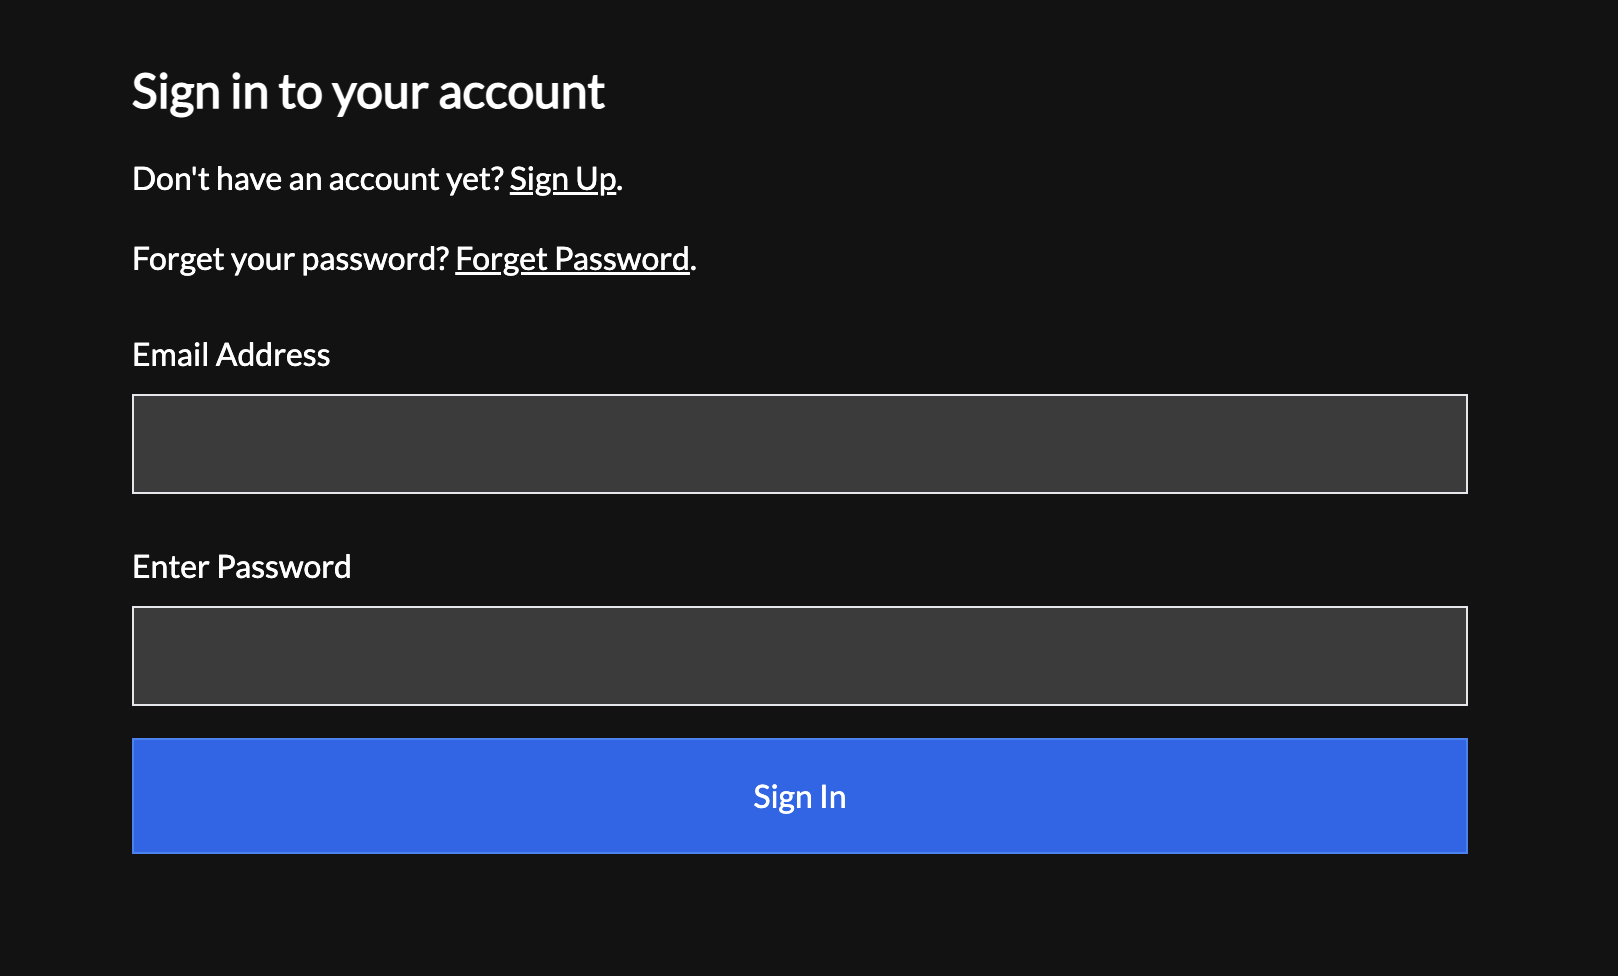 Sign in to your account
Don't have an account yet? Sign Up.
Forget your password? Forget Password.
Email Address
Enter Password
Sign In